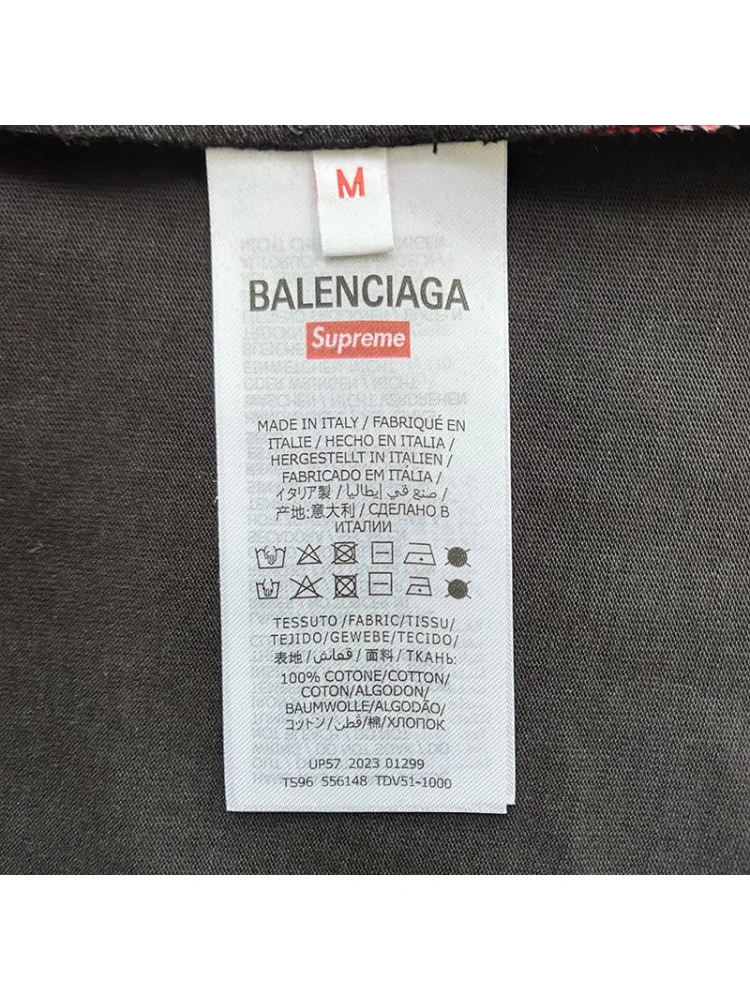 M
BALENCIAGA
Supreme
MADE IN ITALY / FABRIQUÉ EN
ITALIE / HECHO EN ITALIA /
HERGESTELLT IN ITALIEN /
FABRICADO EM ITÁLIA /
イタリア製 / صنع في إيطاليا /
产地:意大利 / СДЕЛАНО В
ИТАЛИИ
TESSUTO /FABRIC/TISSU/
TEJIDO/GEWEBE/TECIDO/
表地 /قماش/ 面料 /ТКАНЬ:
100% COTONE/COTTON/
COTON/ALGODON/
BAUMWOLLE/ALGODÃO/
コットン/قطن/棉/ХЛОПОК
UP57 2023 01299
TS96 556148 TDV51-1000